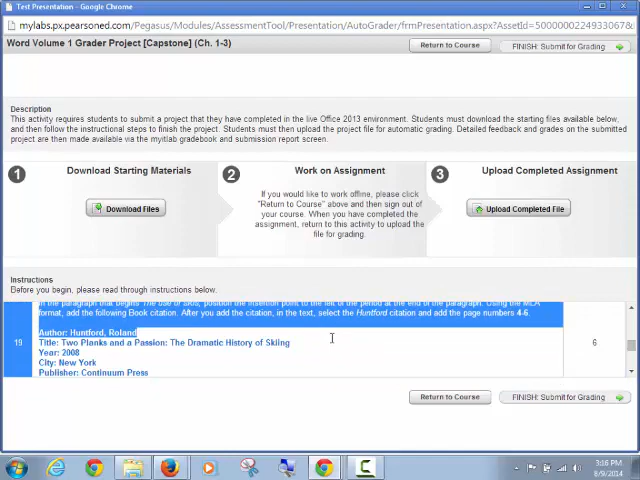 Test Presentation - Google Chrome
mylabs.px.pearsoned.com/Pegasus/Modules/AssessmentTool/Presentation/AutoGrader/frmPresentation.aspx?AssetId=5000000224933067&
Word Volume 1 Grader Project [Capstone] (Ch. 1-3)
Return to Course
FINISH: Submit for Grading
Description
This activity requires students to submit a project that they have completed in the live Office 2013 environment. Students must download the starting files available below,
and then follow the instructional steps to finish the project. Students must then upload the project file for automatic grading. Detailed feedback and grades on the submitted
project are then made available via the myitlab gradebook and submission report screen.
1
Download Starting Materials
Download Files
2
Work on Assignment
If you would like to work offline, please click
"Return to Course" above and then sign out
of your course. When you have completed the
assignment, return to this activity to upload the
file for grading.
3
Upload Completed Assignment
Upload Completed File
Instructions
Before you begin, please read through instructions below.
In the paragraph that begins The use of skis, position the insertion point to the left of the period at the end of the paragraph. Using the MLA
format, add the following Book citation. After you add the citation, in the text, select the Huntford citation and add the page numbers 4-6.
Author: Huntford, Roland
19
Title: Two Planks and a Passion: The Dramatic History of Skiing
6
Year: 2008
City: New York
Publisher: Continuum Press
Return to Course
FINISH: Submit for Grading
3:16 PM
8/9/2014